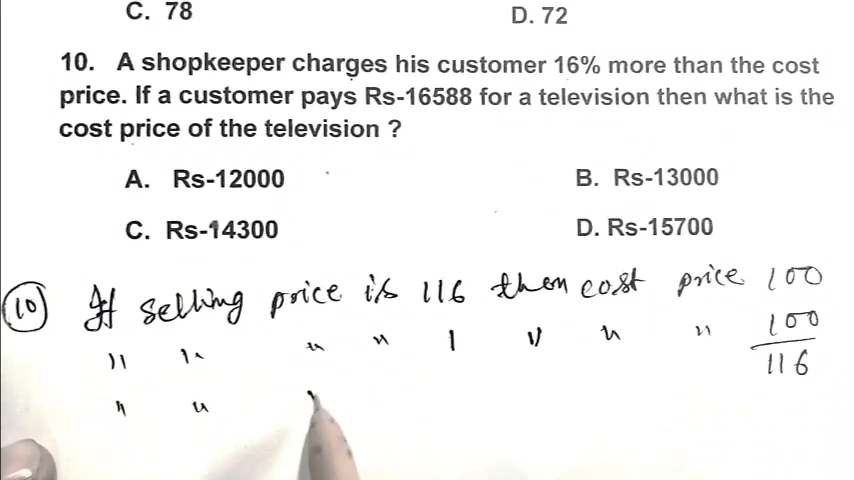 C. 78 D. 72
10. A shopkeeper charges his customer 16% more than the cost
price. If a customer pays Rs-16588 for a television then what is the
cost price of the television ?
A. Rs-12000 B. Rs-13000
C. Rs-14300 D. Rs-15700
10 If selling price is 116 then cost price 100
" " " " 1 " " " 100/116
" " "